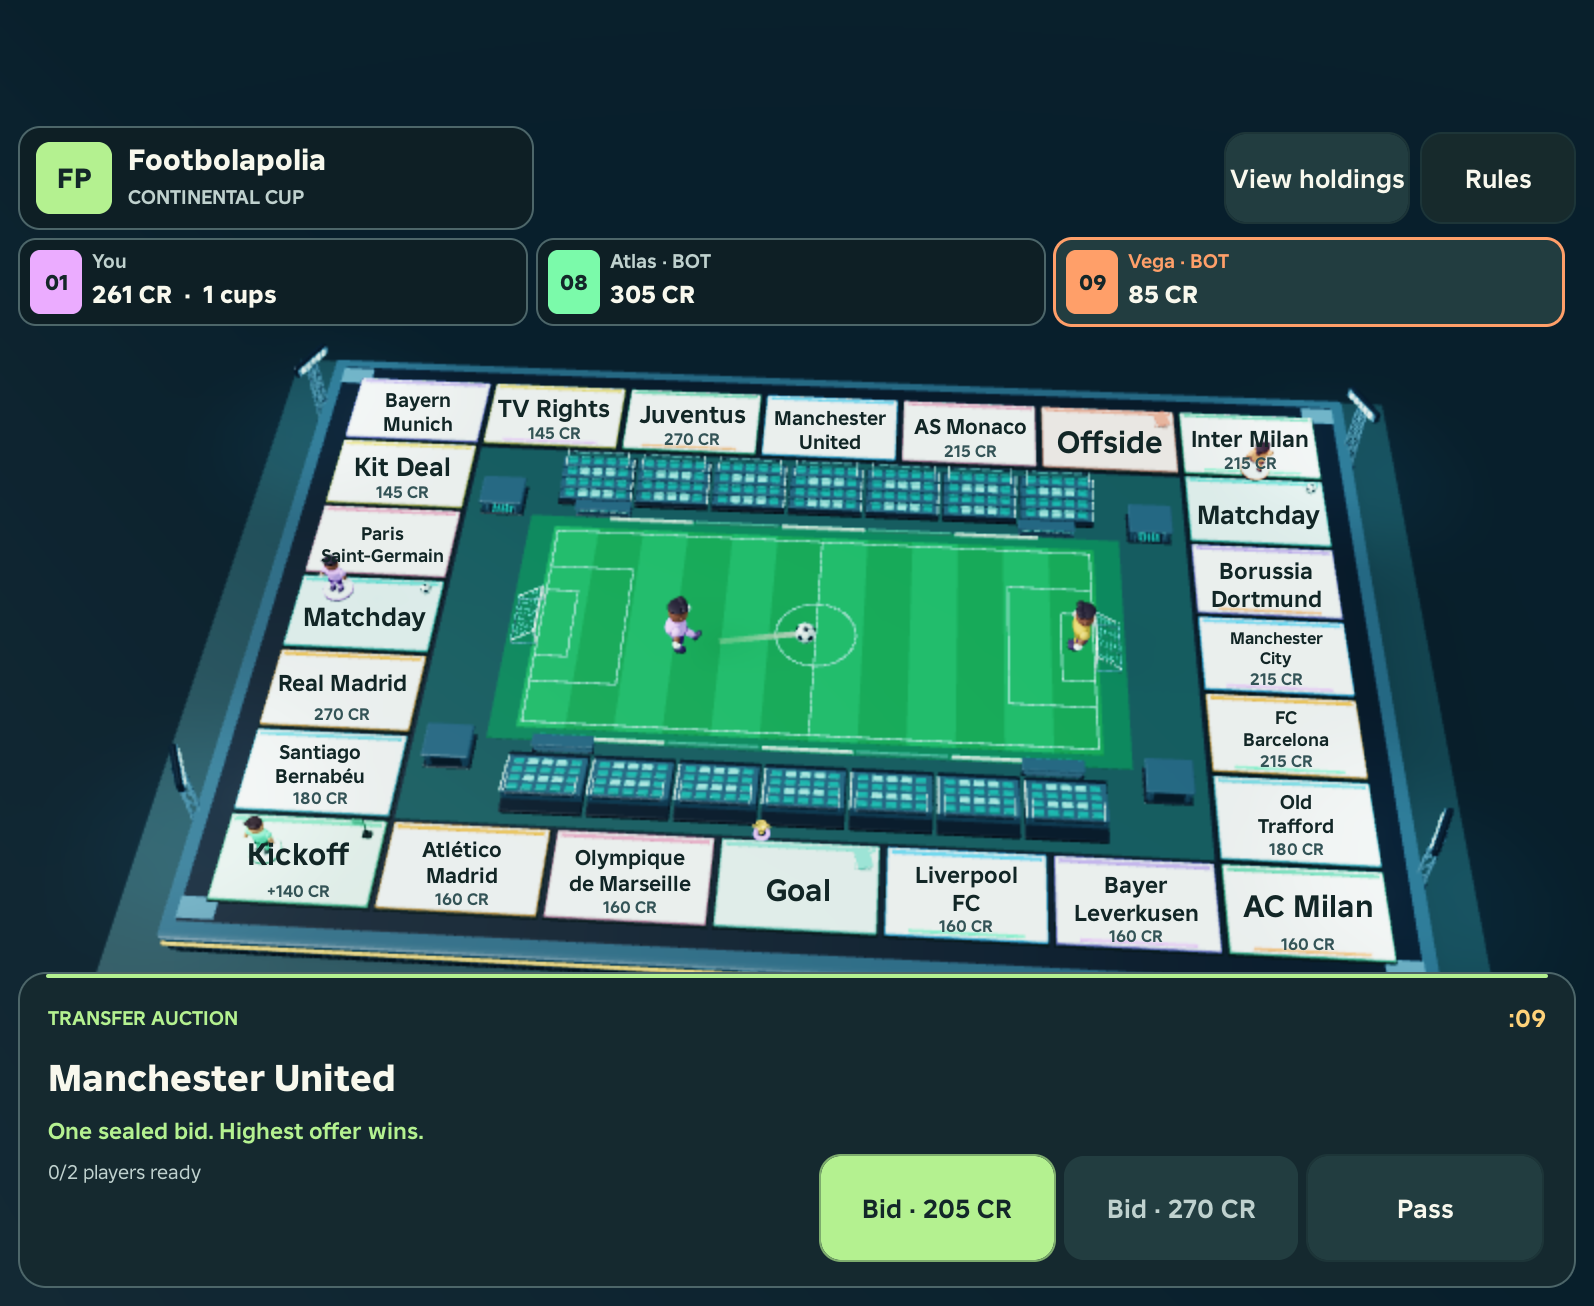 FP
Footbolapolia
CONTINENTAL CUP
View holdings
Rules
01
You
261 CR · 1 cups
08
Atlas · BOT
305 CR
09
Vega · BOT
85 CR
Bayern
Munich
TV Rights
145 CR
Juventus
270 CR
Manchester
United
AS Monaco
215 CR
Offside
Inter Milan
215 CR
Kit Deal
145 CR
Matchday
Paris
Saint-Germain
Borussia
Dortmund
Matchday
Manchester
City
215 CR
Real Madrid
270 CR
FC
Barcelona
215 CR
Santiago
Bernabéu
180 CR
Old
Trafford
180 CR
Kickoff
+140 CR
Atlético
Madrid
160 CR
Olympique
de Marseille
160 CR
Goal
Liverpool
FC
160 CR
Bayer
Leverkusen
160 CR
AC Milan
160 CR
TRANSFER AUCTION
:09
Manchester United
One sealed bid. Highest offer wins.
0/2 players ready
Bid · 205 CR
Bid · 270 CR
Pass